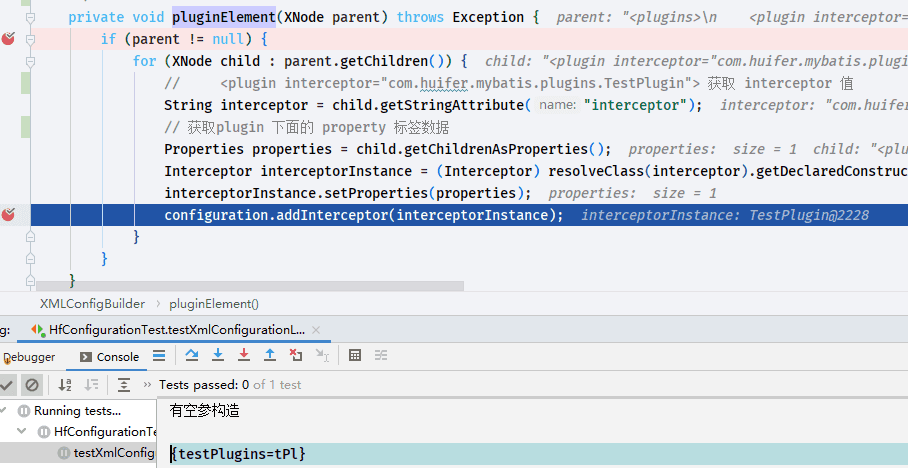 private void pluginElement(XNode parent) throws Exception {  parent: "<plugins>\n    <plugin interceptor=
if (parent != null) {
for (XNode child : parent.getChildren()) {  child: "<plugin interceptor="com.huifer.mybatis.plugin
//     <plugin interceptor="com.huifer.mybatis.plugins.TestPlugin"> 获取 interceptor 值
String interceptor = child.getStringAttribute( name: "interceptor");  interceptor: "com.huifer
// 获取plugin 下面的 property 标签数据
Properties properties = child.getChildrenAsProperties();  properties:  size = 1  child: "<plu
Interceptor interceptorInstance = (Interceptor) resolveClass(interceptor).getDeclaredConstruc
interceptorInstance.setProperties(properties);  properties:  size = 1
configuration.addInterceptor(interceptorInstance);  interceptorInstance: TestPlugin@2228
}
}
}
XMLConfigBuilder > pluginElement()
g: HfConfigurationTest.testXmlConfigurationL... ×
Debugger Console
>> Tests passed: 0 of 1 test
Running tests...
有空参构造
HfConfigurationTe
testXmlConfig
{testPlugins=tPl}